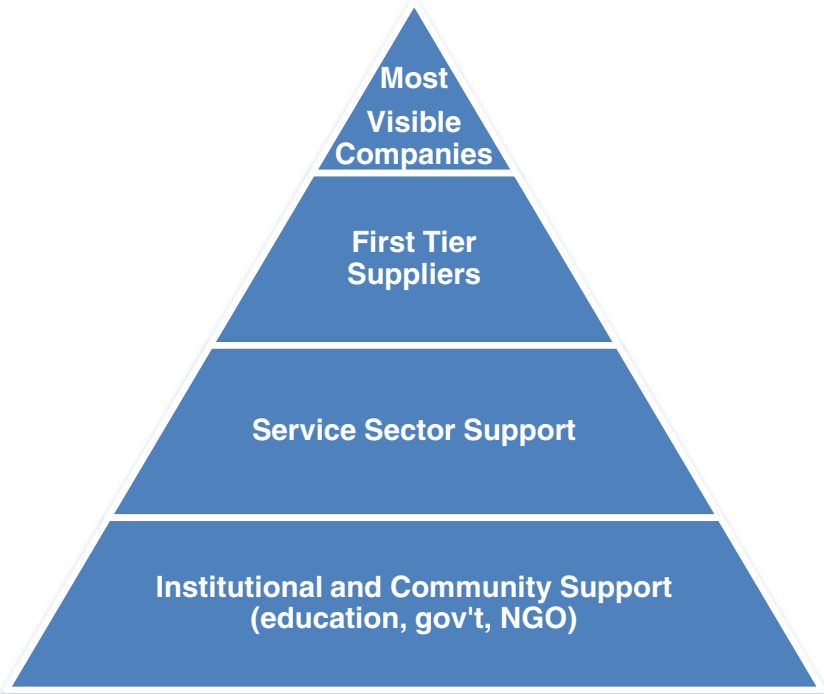 Most
Visible
Companies
First Tier
Suppliers
Service Sector Support
Institutional and Community Support
(education, gov't, NGO)